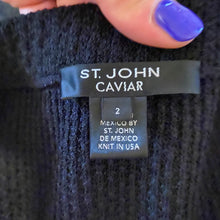 ST. JOHN
CAVIAR
2
MEXICO BY
ST. JOHN
DE MEXICO
KNIT IN USA